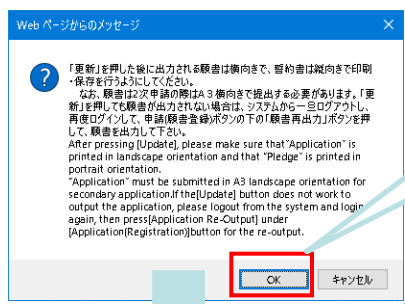 Web ページからのメッセージ
「更新」を押した後に出力される願書は横向きで、誓約書は縦向きで印刷
・保存を行うようにしてください。
なお、願書は2次申請の際はA３横向きで提出する必要があります。「更
新」を押しても願書が出力されない場合は、システムから一旦ログアウトし、
再度ログインして、申請(願書登録)ボタンの下の「願書再出力」ボタンを押
して、願書を出力して下さい。
After pressing [Update], please make sure that"Application" is
printed in landscape orientation and that "Pledge" is printed in
portrait orientation.
"Application" must be submitted in A3 landscape orientation for
secondary application.If the[Update] button does not work to
output the application, please logout from the system and login
again, then press[Application Re-Output] under
[Application(Registration)]button for the re-output.
OK
キャンセル